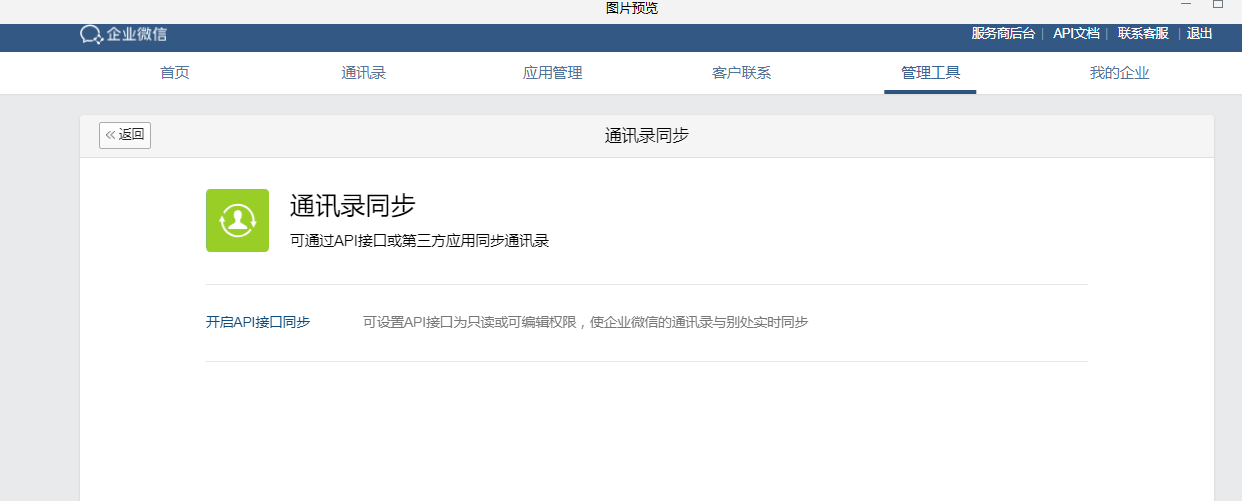 图片预览
企业微信 服务商后台 | API文档 | 联系客服 | 退出
首页 通讯录 应用管理 客户联系 管理工具 我的企业
« 返回 通讯录同步
通讯录同步
可通过API接口或第三方应用同步通讯录
开启API接口同步 可设置API接口为只读或可编辑权限，使企业微信的通讯录与别处实时同步